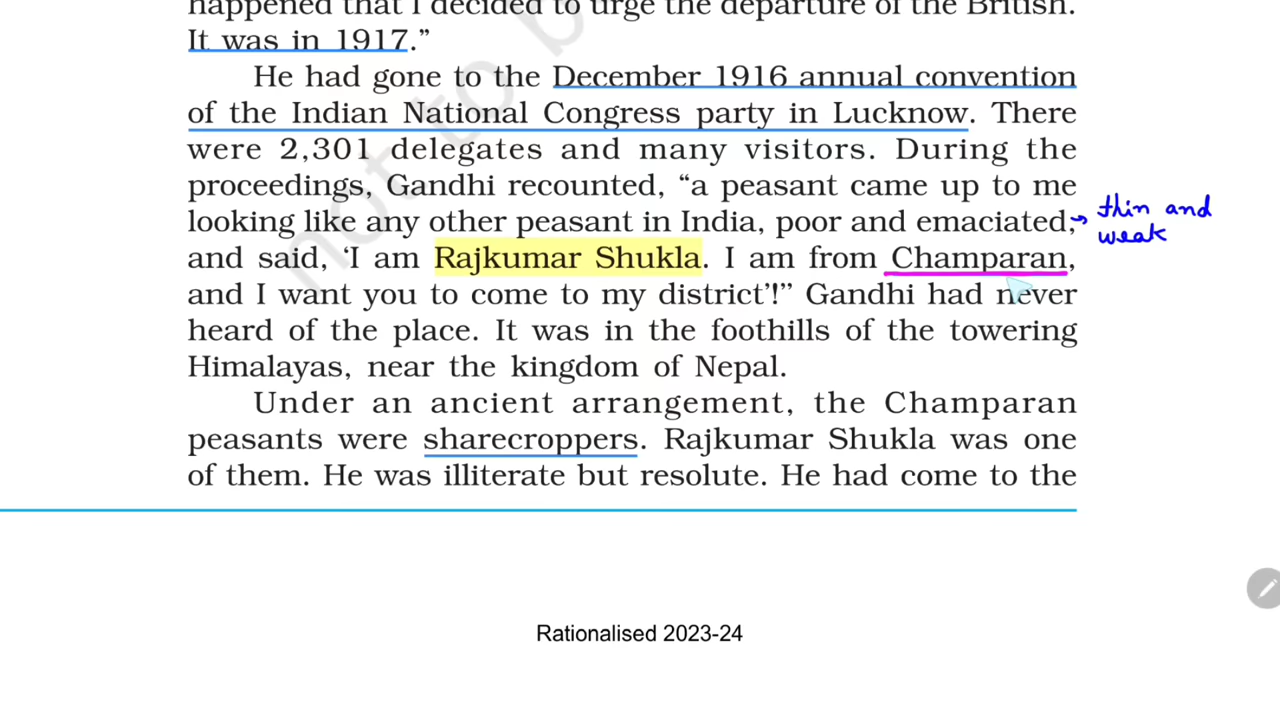 happened that I decided to urge the departure of the British.
It was in 1917.”
He had gone to the December 1916 annual convention
of the Indian National Congress party in Lucknow. There
were 2,301 delegates and many visitors. During the
proceedings, Gandhi recounted, “a peasant came up to me
looking like any other peasant in India, poor and emaciated,
thin and
weak
and said, ‘I am Rajkumar Shukla. I am from Champaran,
and I want you to come to my district’!’’ Gandhi had never
heard of the place. It was in the foothills of the towering
Himalayas, near the kingdom of Nepal.
Under an ancient arrangement, the Champaran
peasants were sharecroppers. Rajkumar Shukla was one
of them. He was illiterate but resolute. He had come to the
not to b
Rationalised 2023-24